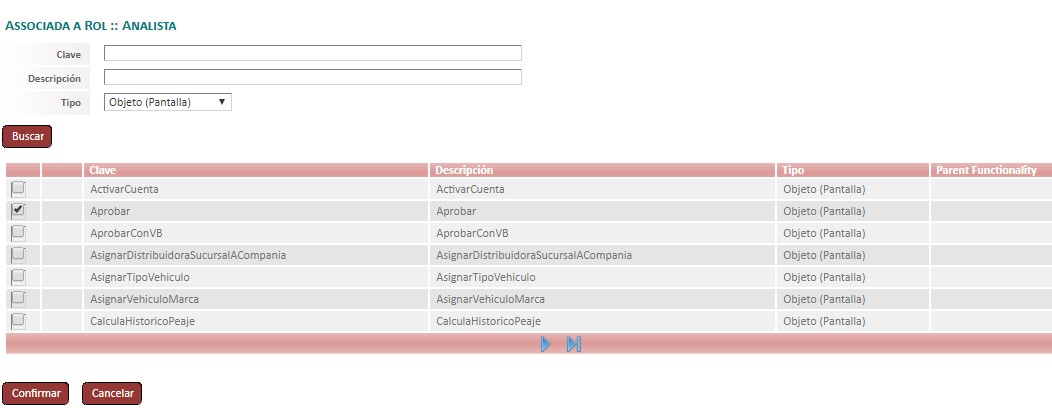 ASSOCIADA A ROL :: ANALISTA
Clave
Descripción
Tipo Objeto (Pantalla)
Buscar
Clave Descripción Tipo Parent Functionality
ActivarCuenta ActivarCuenta Objeto (Pantalla)
Aprobar Aprobar Objeto (Pantalla)
AprobarConVB AprobarConVB Objeto (Pantalla)
AsignarDistribuidoraSucursalACompania AsignarDistribuidoraSucursalACompania Objeto (Pantalla)
AsignarTipoVehiculo AsignarTipoVehiculo Objeto (Pantalla)
AsignarVehiculoMarca AsignarVehiculoMarca Objeto (Pantalla)
CalculaHistoricoPeaje CalculaHistoricoPeaje Objeto (Pantalla)
Confirmar Cancelar